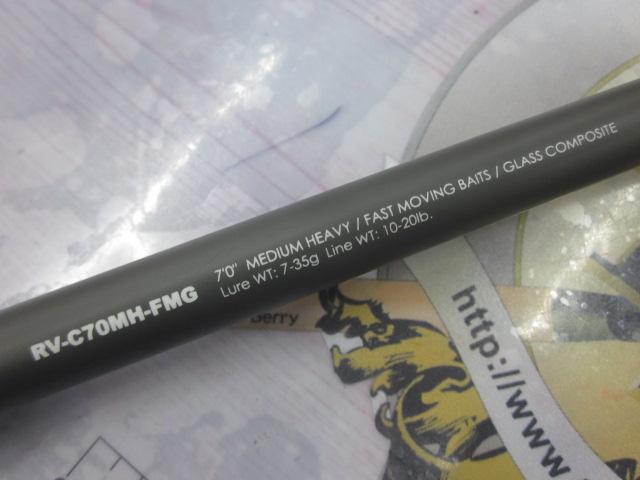 RV-C70MH-FMG
7'0" MEDIUM HEAVY / FAST MOVING BAITS / GLASS COMPOSITE
Lure WT: 7-35g Line WT: 10-20lb.
Berry
http://www.